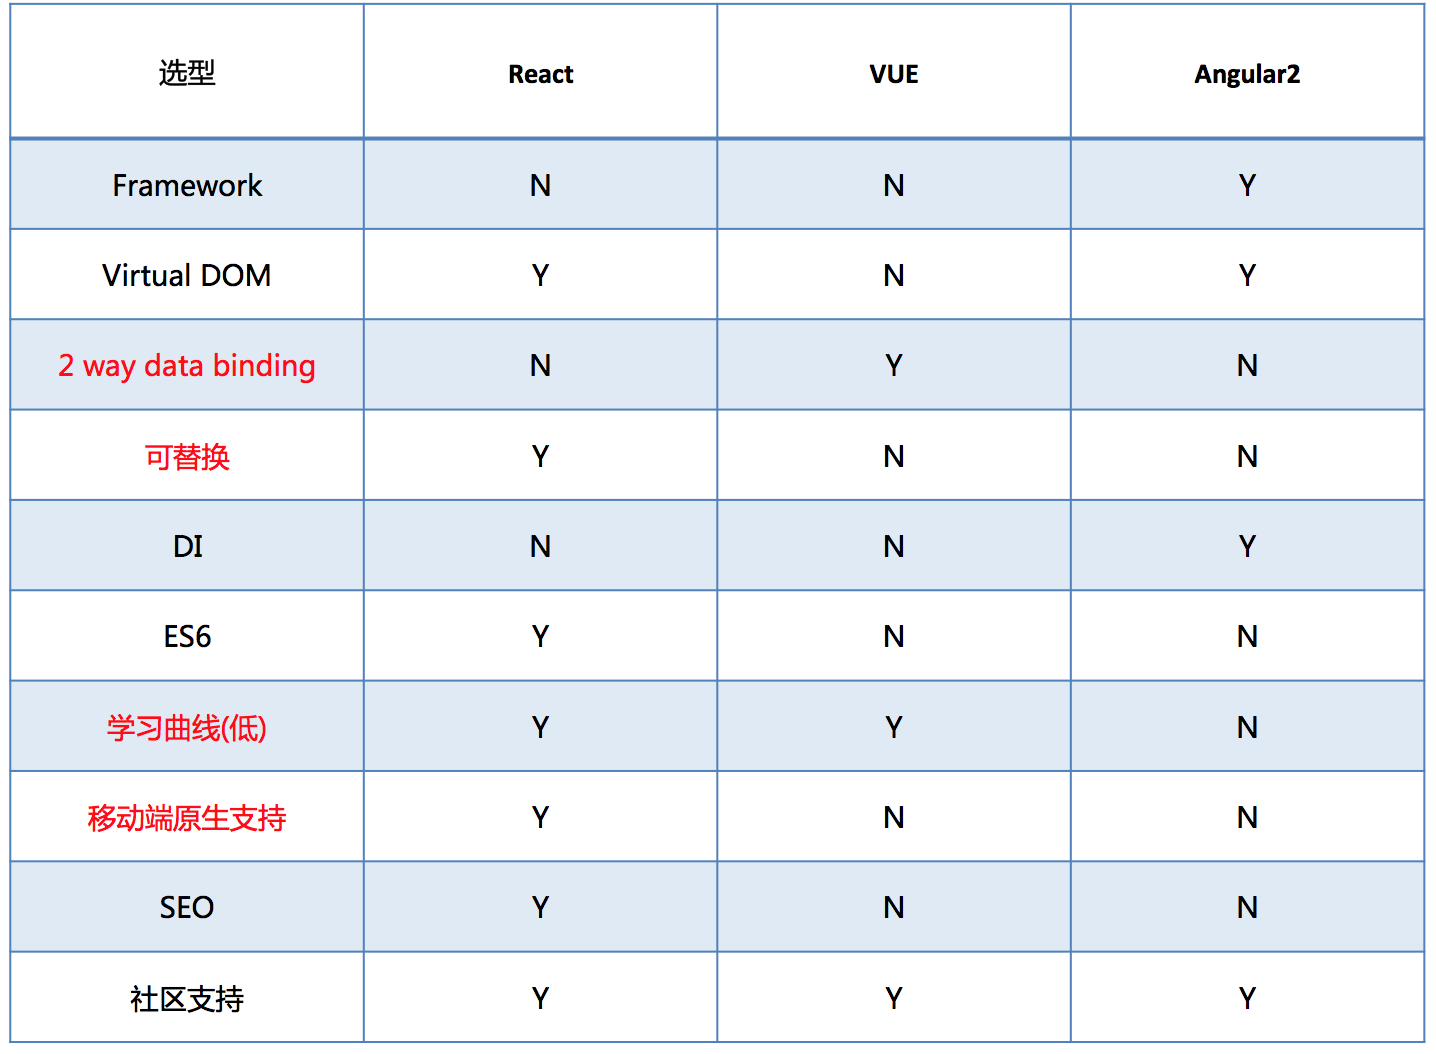 选型 React VUE Angular2
Framework N N Y
Virtual DOM Y N Y
2 way data binding N Y N
可替换 Y N N
DI N N Y
ES6 Y N N
学习曲线(低) Y Y N
移动端原生支持 Y N N
SEO Y N N
社区支持 Y Y Y